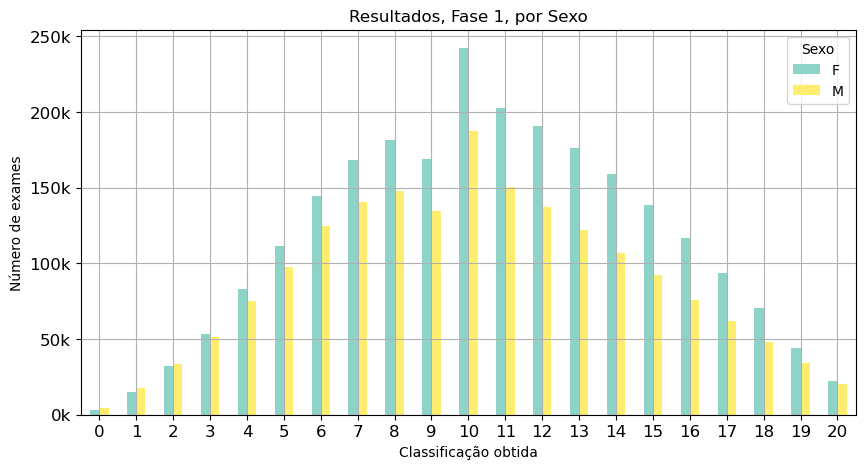 Resultados, Fase 1, por Sexo
250k
200k
150k
100k
50k
0k
Número de exames
Sexo
F
M
0 1 2 3 4 5 6 7 8 9 10 11 12 13 14 15 16 17 18 19 20
Classificação obtida